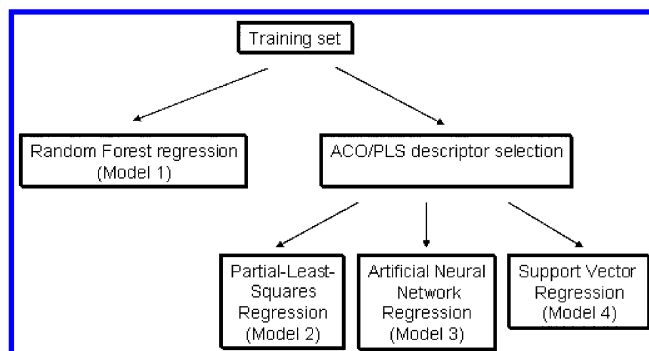 Training set
Random Forest regression
(Model 1)
ACO/PLS descriptor selection
Partial-Least-
Squares
Regression
(Model 2)
Artificial Neural
Network
Regression
(Model 3)
Support Vector
Regression
(Model 4)